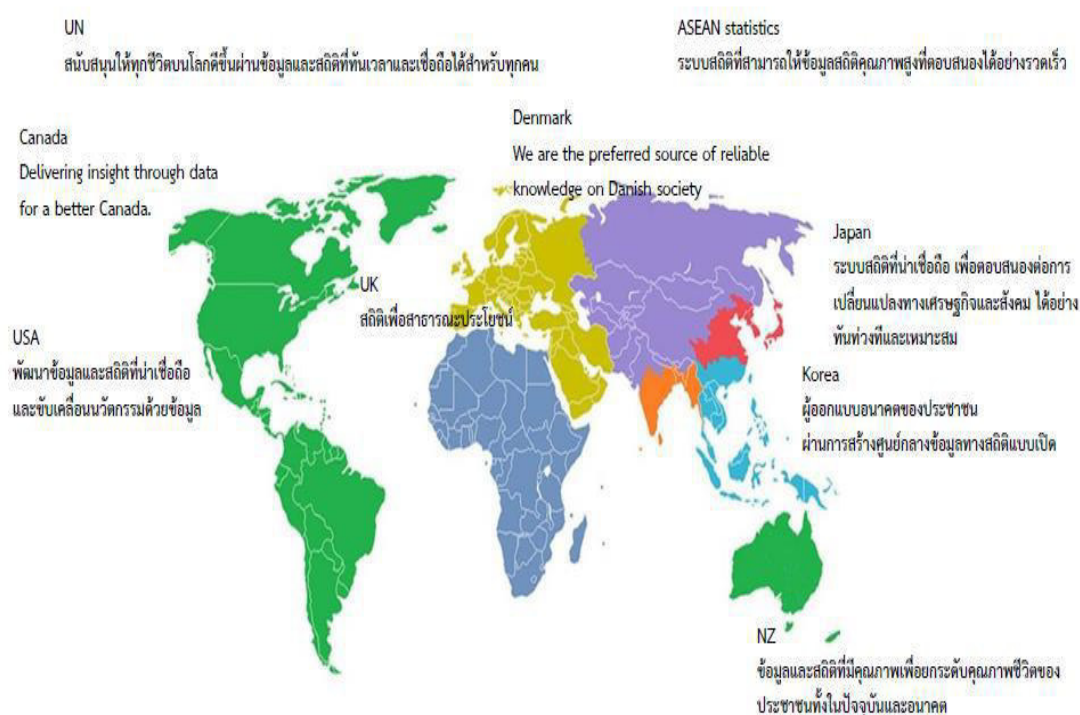 UN
สนับสนุนให้ทุกชีวิตบนโลกดีขึ้นผ่านข้อมูลและสถิติที่ทันเวลาและเชื่อถือได้สำหรับทุกคน
ASEAN statistics
ระบบสถิติที่สามารถให้ข้อมูลสถิติคุณภาพสูงที่ตอบสนองได้อย่างรวดเร็ว
Canada
Delivering insight through data
for a better Canada.
Denmark
We are the preferred source of reliable
knowledge on Danish society
Japan
ระบบสถิติที่น่าเชื่อถือ เพื่อตอบสนองต่อการ
เปลี่ยนแปลงทางเศรษฐกิจและสังคม ได้อย่าง
ทันท่วงทีและเหมาะสม
UK
สถิติเพื่อสาธารณะประโยชน์
USA
พัฒนาข้อมูลและสถิติที่น่าเชื่อถือ
และขับเคลื่อนนวัตกรรมด้วยข้อมูล
Korea
ผู้ออกแบบอนาคตของประชาชน
ผ่านการสร้างศูนย์กลางข้อมูลทางสถิติแบบเปิด
NZ
ข้อมูลและสถิติที่มีคุณภาพเพื่อยกระดับคุณภาพชีวิตของ
ประชาชนทั้งในปัจจุบันและอนาคต